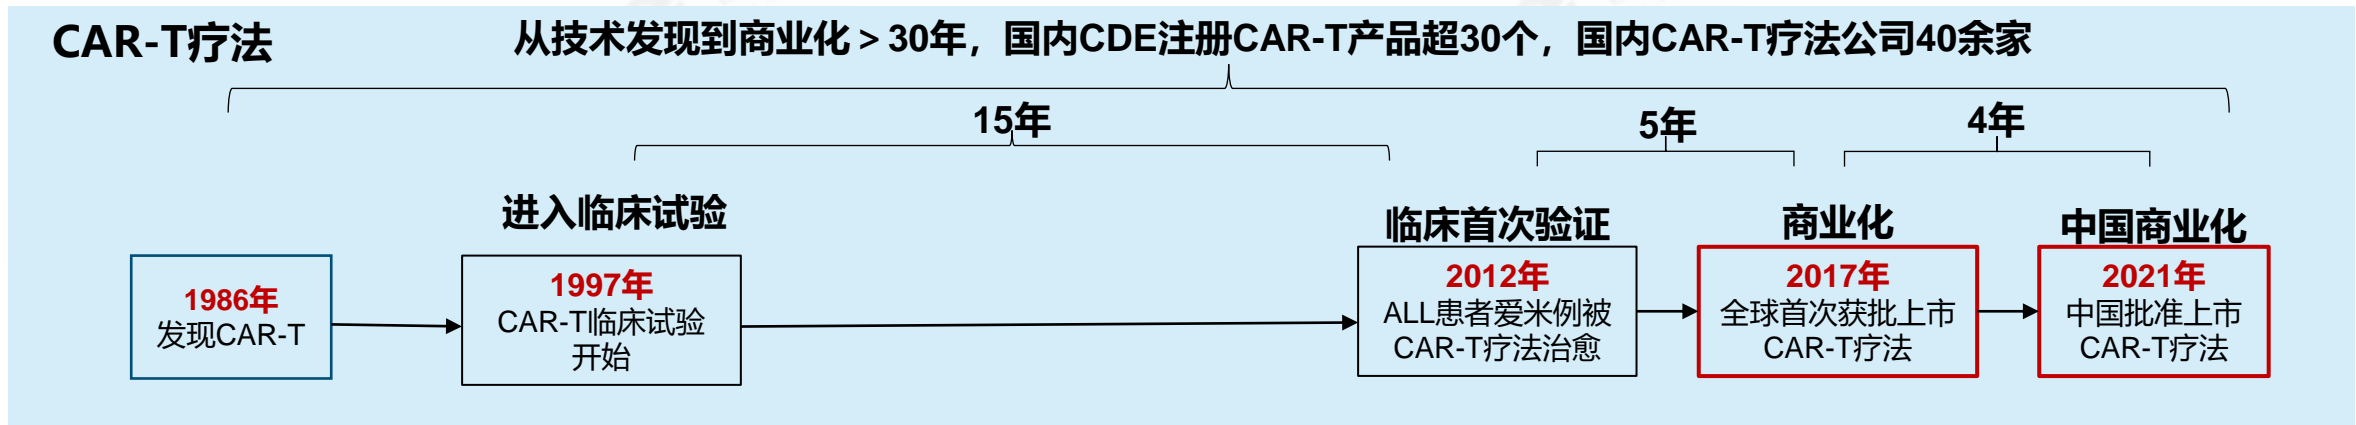 CAR-T疗法
从技术发现到商业化＞30年，国内CDE注册CAR-T产品超30个，国内CAR-T疗法公司40余家
15年
5年
4年
进入临床试验
临床首次验证
商业化
中国商业化
1986年
发现CAR-T
1997年
CAR-T临床试验
开始
2012年
ALL患者爱米例被
CAR-T疗法治愈
2017年
全球首次获批上市
CAR-T疗法
2021年
中国批准上市
CAR-T疗法